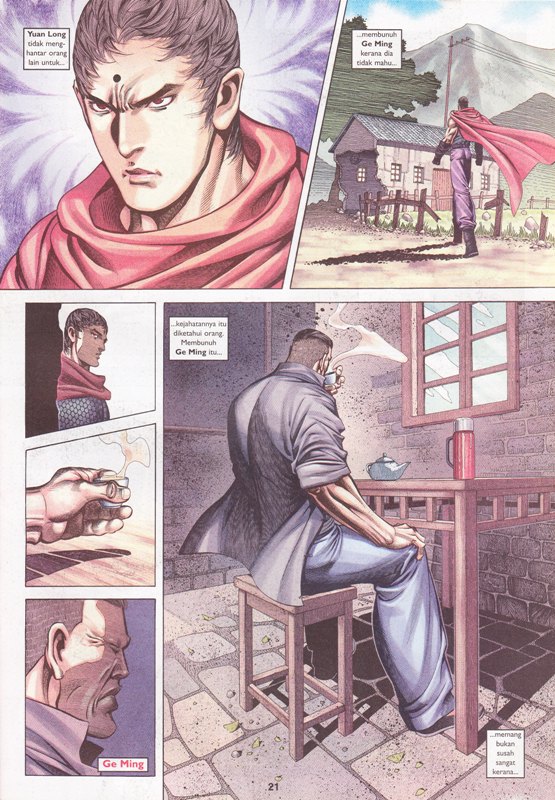 Yuan Long
tidak meng-
hantar orang
lain untuk...
...membunuh
Ge Ming
kerana dia
tidak mahu...
...kejahatannya itu
diketahui orang.
Membunuh
Ge Ming itu...
Ge Ming
...memang
bukan
susah
sangat
kerana...
21